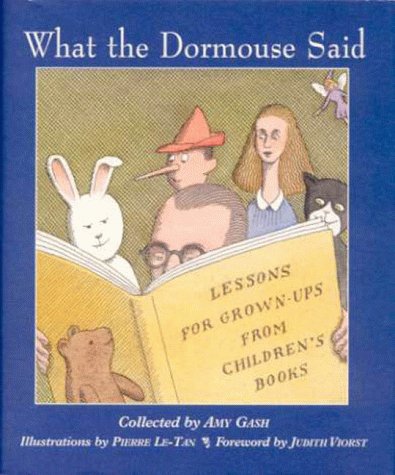 What the Dormouse Said
LESSONS
FOR GROWN-UPS
FROM
CHILDREN'S
BOOKS
Collected by AMY GASH
Illustrations by PIERRE LE-TAN Foreword by JUDITH VIORST